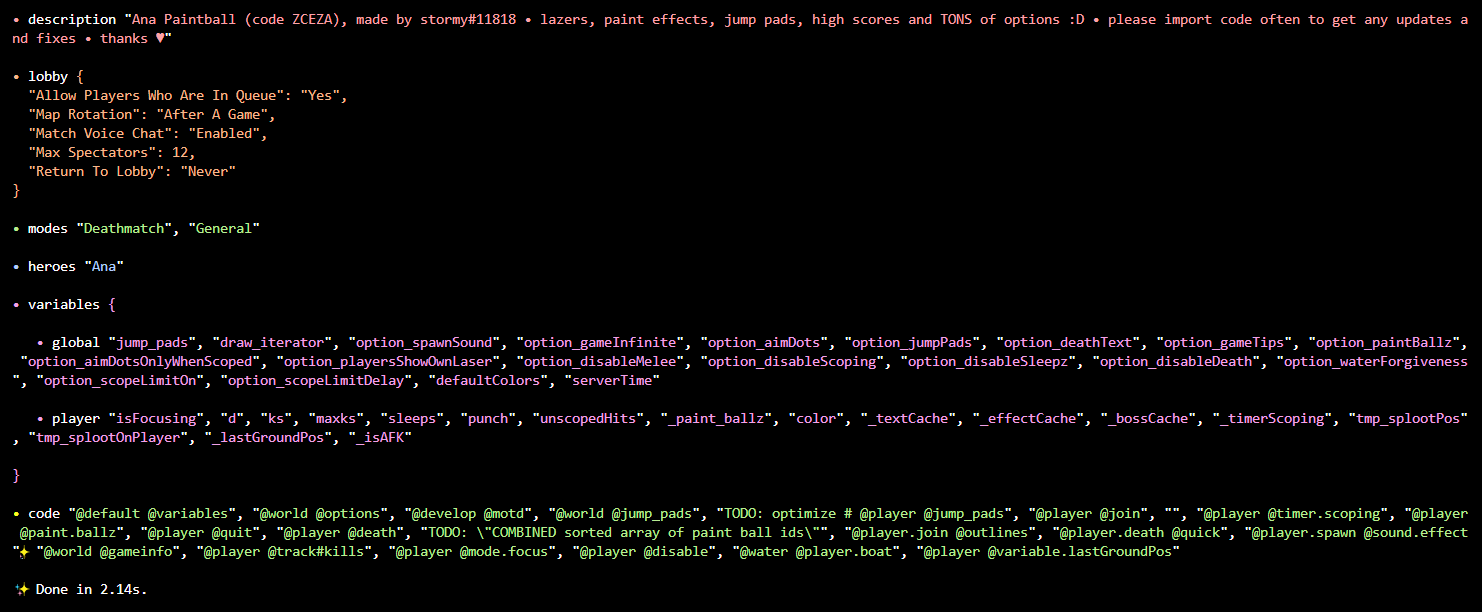 • description "Ana Paintball (code ZCEZA), made by stormy#11818 • lazers, paint effects, jump pads, high scores and TONS of options :D • please import code often to get any updates a
nd fixes • thanks ♥"
• lobby {
"Allow Players Who Are In Queue": "Yes",
"Map Rotation": "After A Game",
"Match Voice Chat": "Enabled",
"Max Spectators": 12,
"Return To Lobby": "Never"
}
• modes "Deathmatch", "General"
• heroes "Ana"
• variables {
• global "jump_pads", "draw_iterator", "option_spawnSound", "option_gameInfinite", "option_aimDots", "option_jumpPads", "option_deathText", "option_gameTips", "option_paintBallz",
"option_aimDotsOnlyWhenScoped", "option_playersShowOwnLaser", "option_disableMelee", "option_disableScoping", "option_disableSleepz", "option_disableDeath", "option_waterForgiveness
", "option_scopeLimitOn", "option_scopeLimitDelay", "defaultColors", "serverTime"
• player "isFocusing", "d", "ks", "maxks", "sleeps", "punch", "unscopedHits", "_paint_ballz", "color", "_textCache", "_effectCache", "_bossCache", "_timerScoping", "tmp_splootPos"
, "tmp_splootOnPlayer", "_lastGroundPos", "_isAFK"
}
• code "@default @variables", "@world @options", "@develop @motd", "@world @jump_pads", "TODO: optimize # @player @jump_pads", "@player @join", "", "@player @timer.scoping", "@player
@paint.ballz", "@player @quit", "@player @death", "TODO: \"COMBINED sorted array of paint ball ids\"", "@player.join @outlines", "@player.death @quick", "@player.spawn @sound.effect
"✨ "@world @gameinfo", "@player @track#kills", "@player @mode.focus", "@player @disable", "@water @player.boat", "@player @variable.lastGroundPos"
✨ Done in 2.14s.